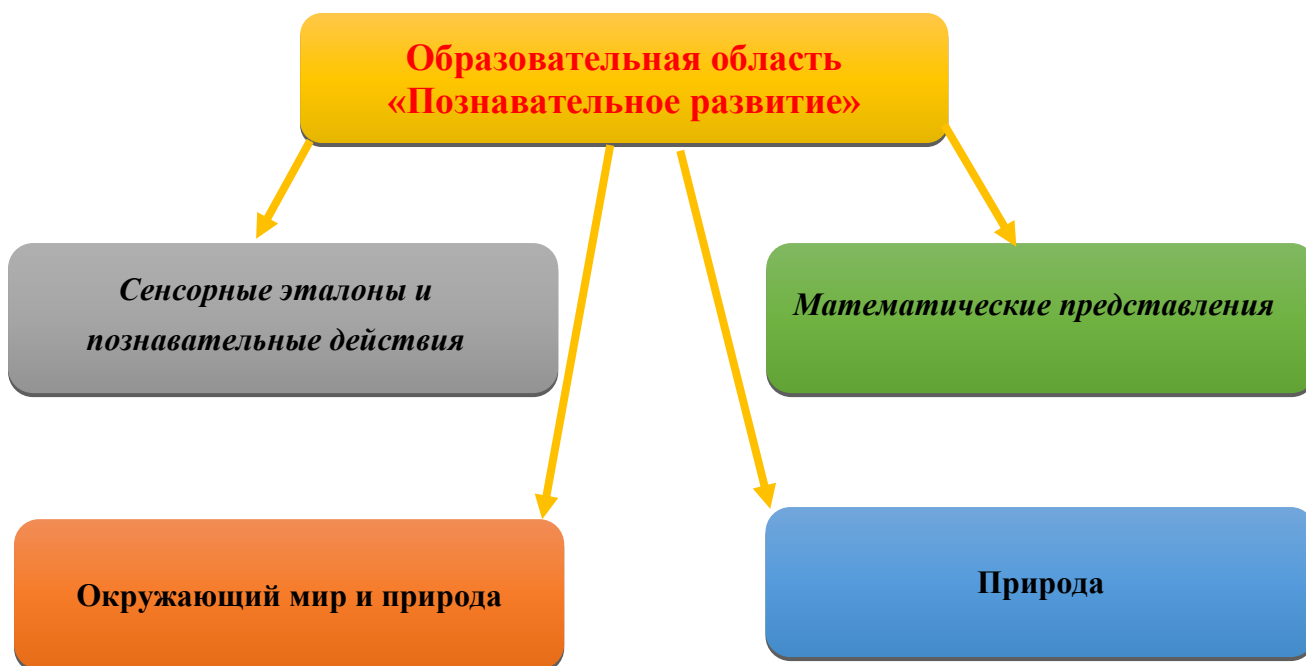 Образовательная область
«Познавательное развитие»
Сенсорные эталоны и
познавательные действия
Математические представления
Окружающий мир и природа
Природа